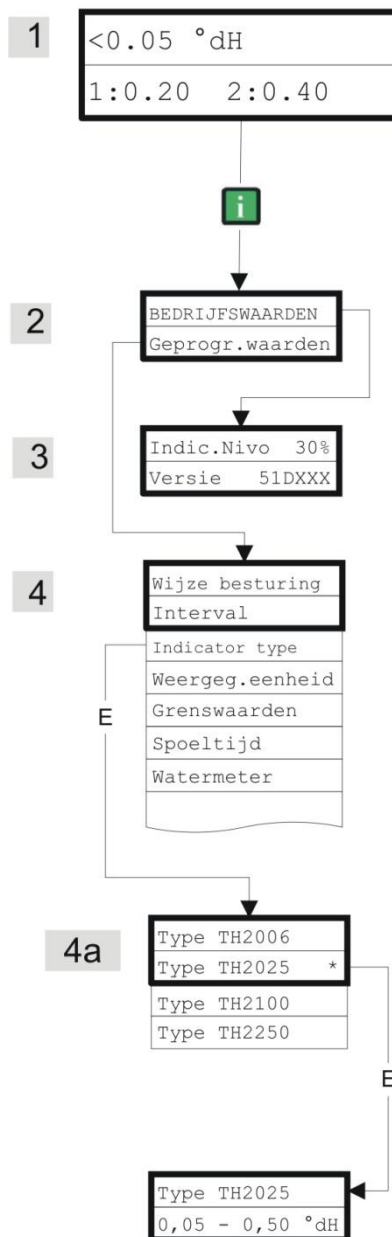 1
<0.05 °dH
1:0.20 2:0.40
i
2
BEDRIJFSWAARDEN
Geprogr.waarden
3
Indic.Nivo 30%
Versie 51DXXX
4
Wijze besturing
Interval
Indicator type
Weergeg.eenheid
Grenswaarden
Spoeltijd
Watermeter
E
4a
Type TH2006
Type TH2025 *
Type TH2100
Type TH2250
E
Type TH2025
0,05 - 0,50 °dH